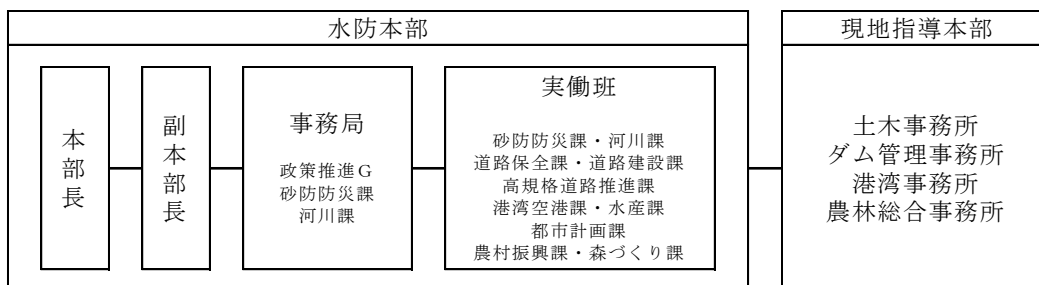 水防本部
本部長
副本部長
事務局
政策推進G
砂防防災課
河川課
実働班
砂防防災課・河川課
道路保全課・道路建設課
高規格道路推進課
港湾空港課・水産課
都市計画課
農村振興課・森づくり課
現地指導本部
土木事務所
ダム管理事務所
港湾事務所
農林総合事務所